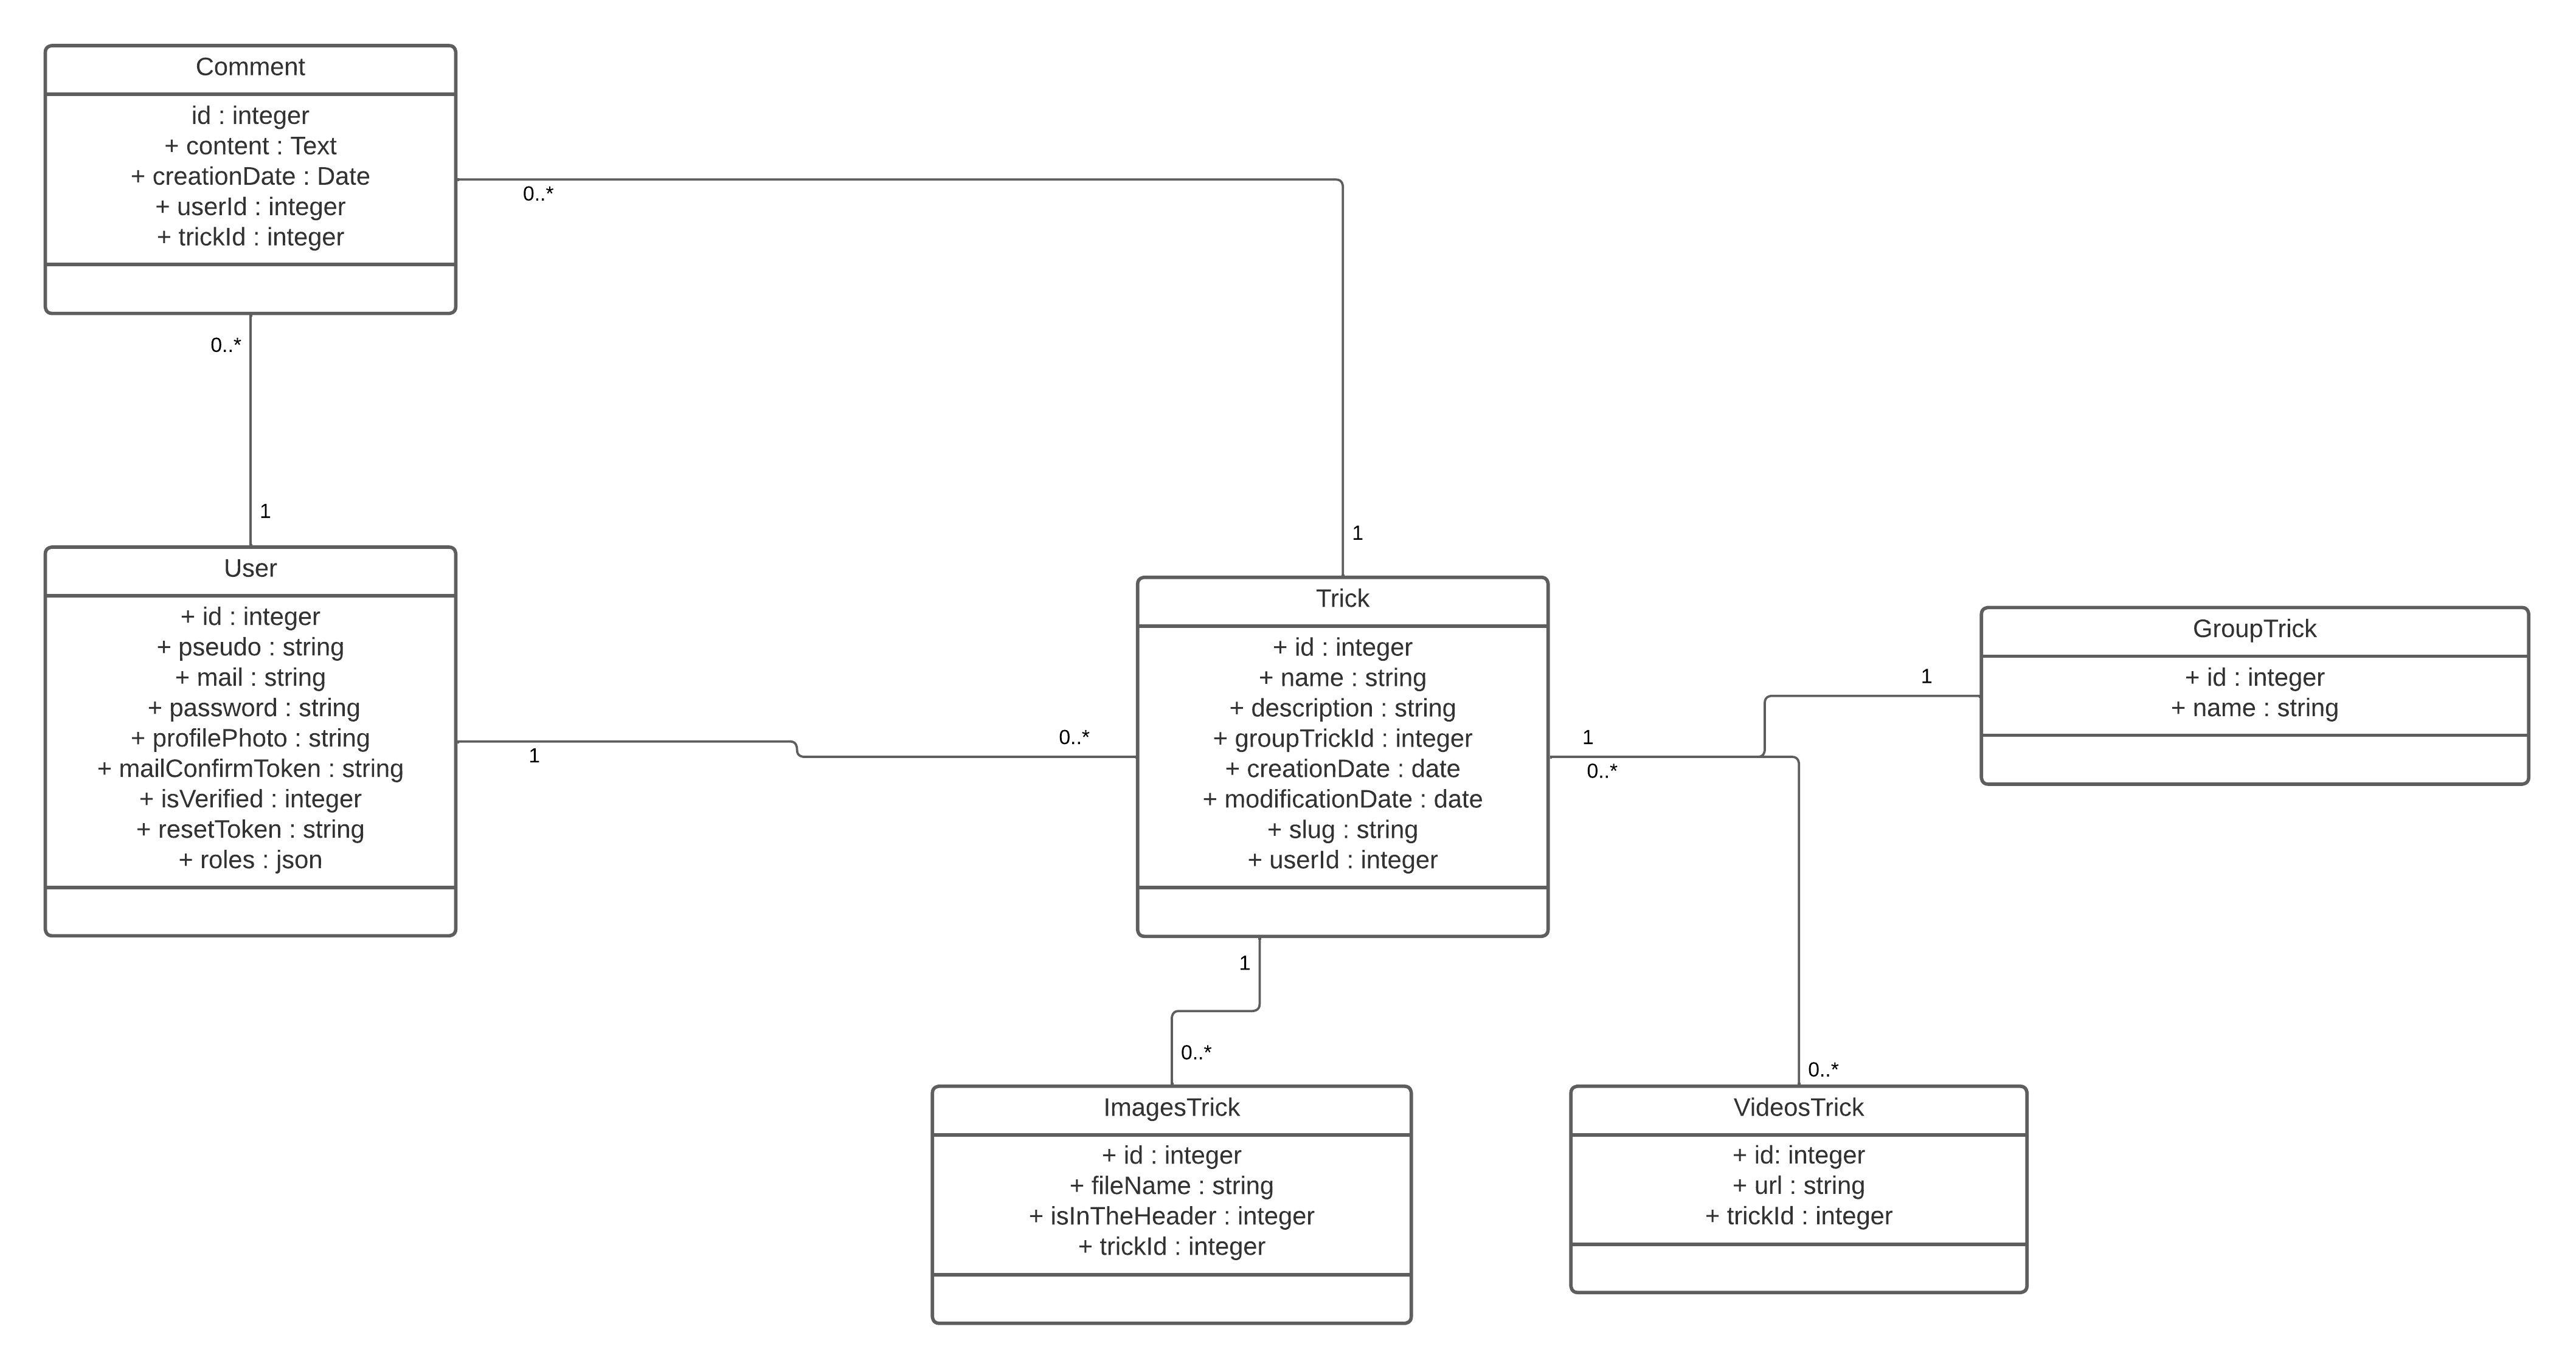 Comment
id : integer
+ content : Text
+ creationDate : Date
+ userId : integer
+ trickId : integer
0..*
0..*
1
1
User
+ id : integer
+ pseudo : string
+ mail : string
+ password : string
+ profilePhoto : string
+ mailConfirmToken : string
+ isVerified : integer
+ resetToken : string
+ roles : json
1
0..*
Trick
+ id : integer
+ name : string
+ description : string
+ groupTrickId : integer
+ creationDate : date
+ modificationDate : date
+ slug : string
+ userId : integer
1
0..*
1
GroupTrick
+ id : integer
+ name : string
1
0..*
0..*
ImagesTrick
+ id : integer
+ fileName : string
+ isInTheHeader : integer
+ trickId : integer
VideosTrick
+ id: integer
+ url : string
+ trickId : integer